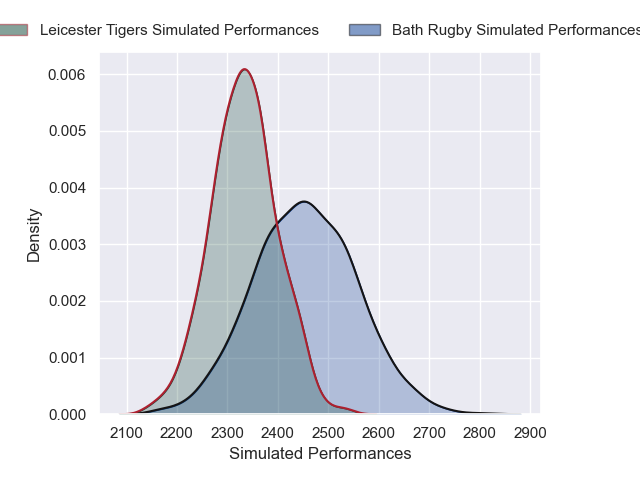 Leicester Tigers Simulated Performances
Bath Rugby Simulated Performances
0.006
0.005
0.004
0.003
0.002
0.001
0.000
Density
2100 2200 2300 2400 2500 2600 2700 2800 2900
Simulated Performances